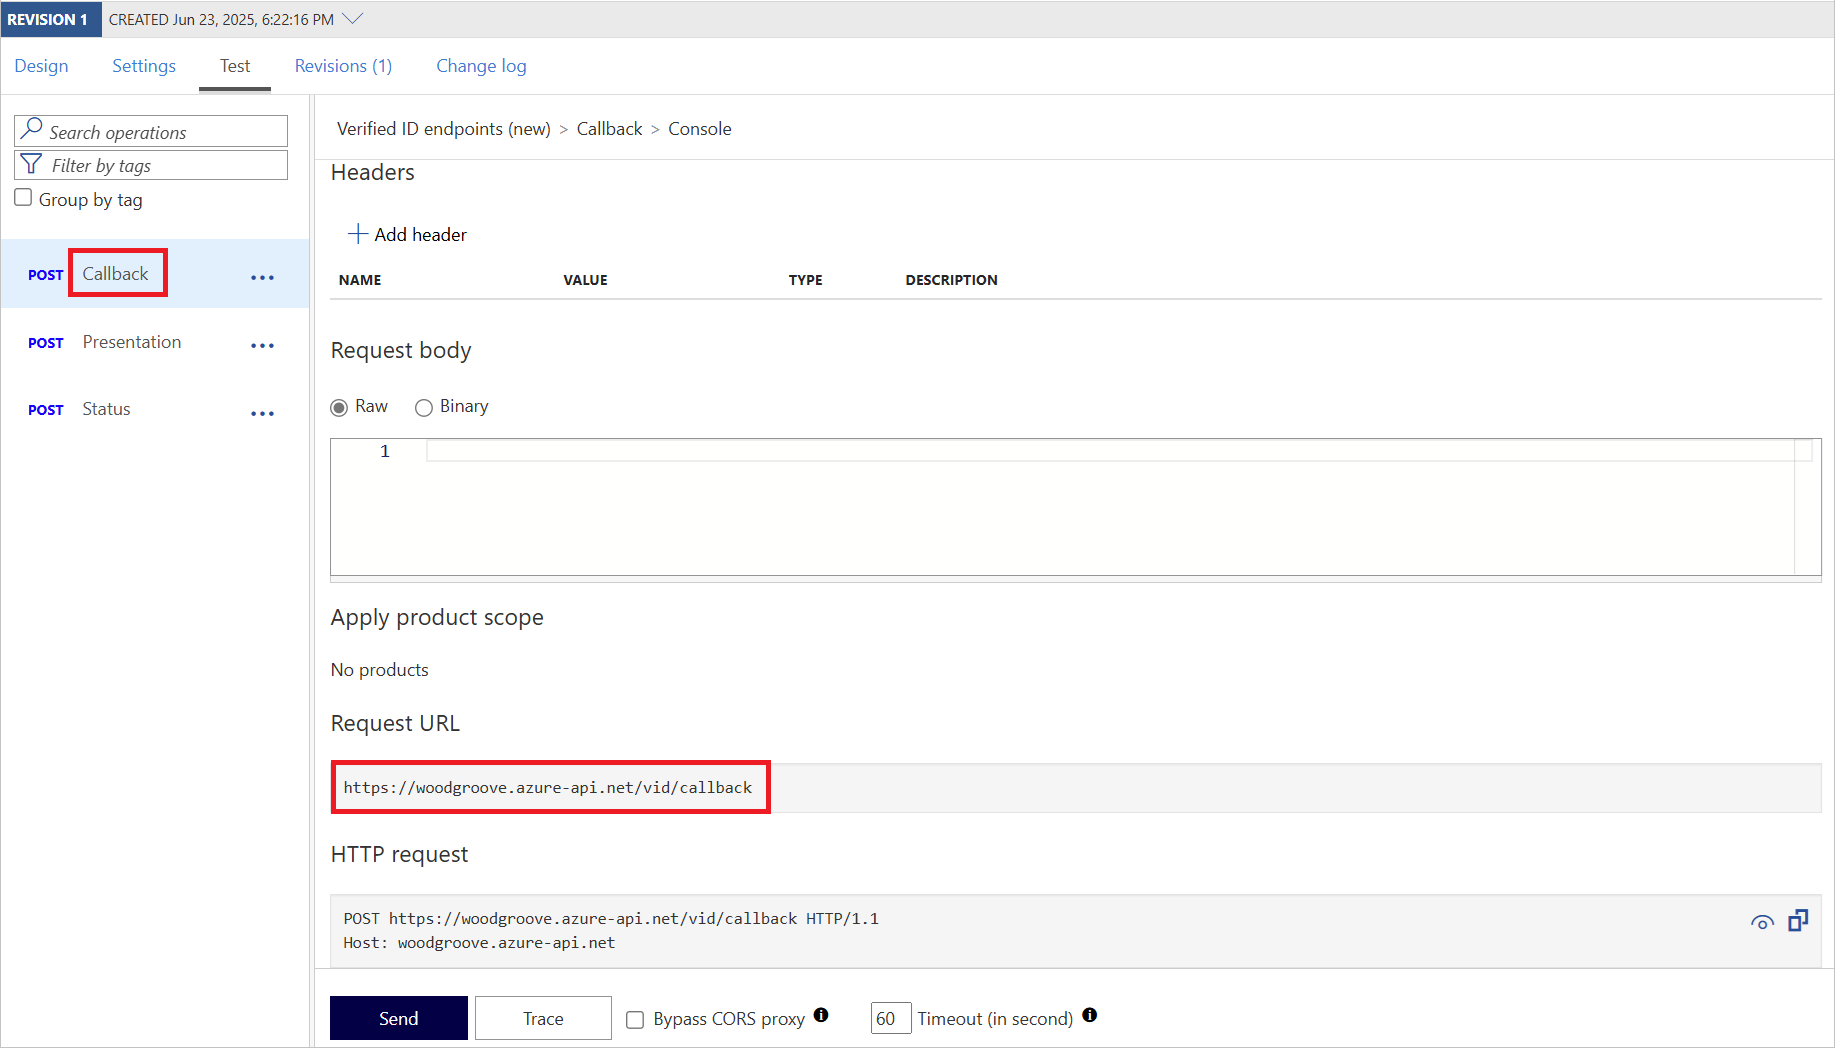 REVISION 1 CREATED Jun 23, 2025, 6:22:16 PM
Design Settings Test Revisions (1) Change log
Search operations
Filter by tags
Group by tag
POST Callback
POST Presentation
POST Status
Verified ID endpoints (new) > Callback > Console
Headers
Add header
NAME VALUE TYPE DESCRIPTION
Request body
Raw Binary
1
Apply product scope
No products
Request URL
https://woodgroove.azure-api.net/vid/callback
HTTP request
POST https://woodgroove.azure-api.net/vid/callback HTTP/1.1
Host: woodgroove.azure-api.net
Send Trace Bypass CORS proxy 60 Timeout (in second)